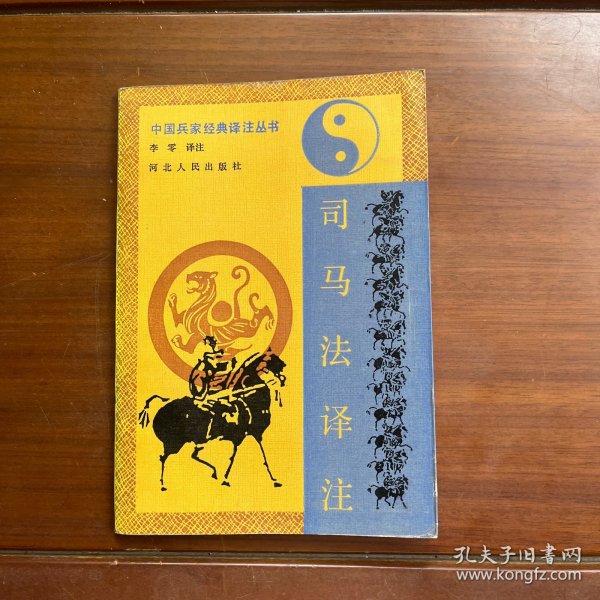 中国兵家经典译注丛书
李零 译注
河北人民出版社
司马法译注
孔夫子旧書网
www.kongfz.com